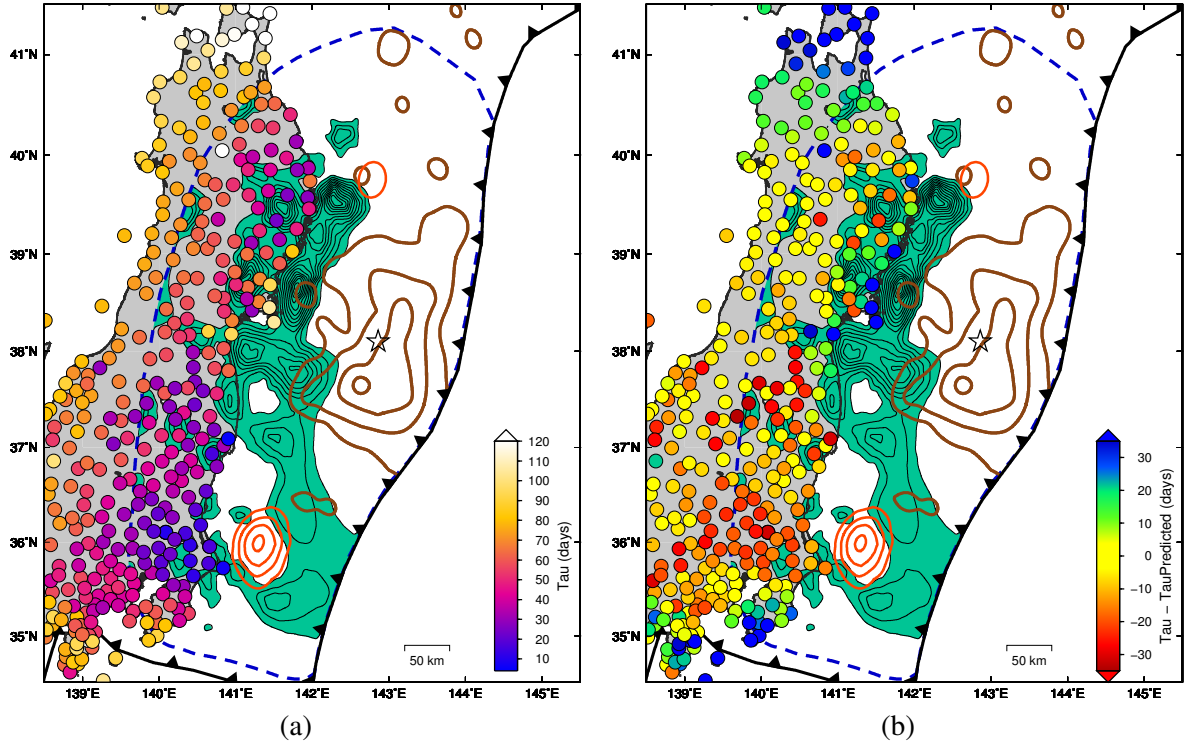 41°N
40°N
39°N
38°N
37°N
36°N
35°N
139°E
140°E
141°E
142°E
143°E
144°E
145°E
50 km
120
110
100
90
80
70
60
50
40
30
20
10
Tau (days)
(a)
41°N
40°N
39°N
38°N
37°N
36°N
35°N
139°E
140°E
141°E
142°E
143°E
144°E
145°E
50 km
30
20
10
0
−10
−20
−30
Tau − TauPredicted (days)
(b)